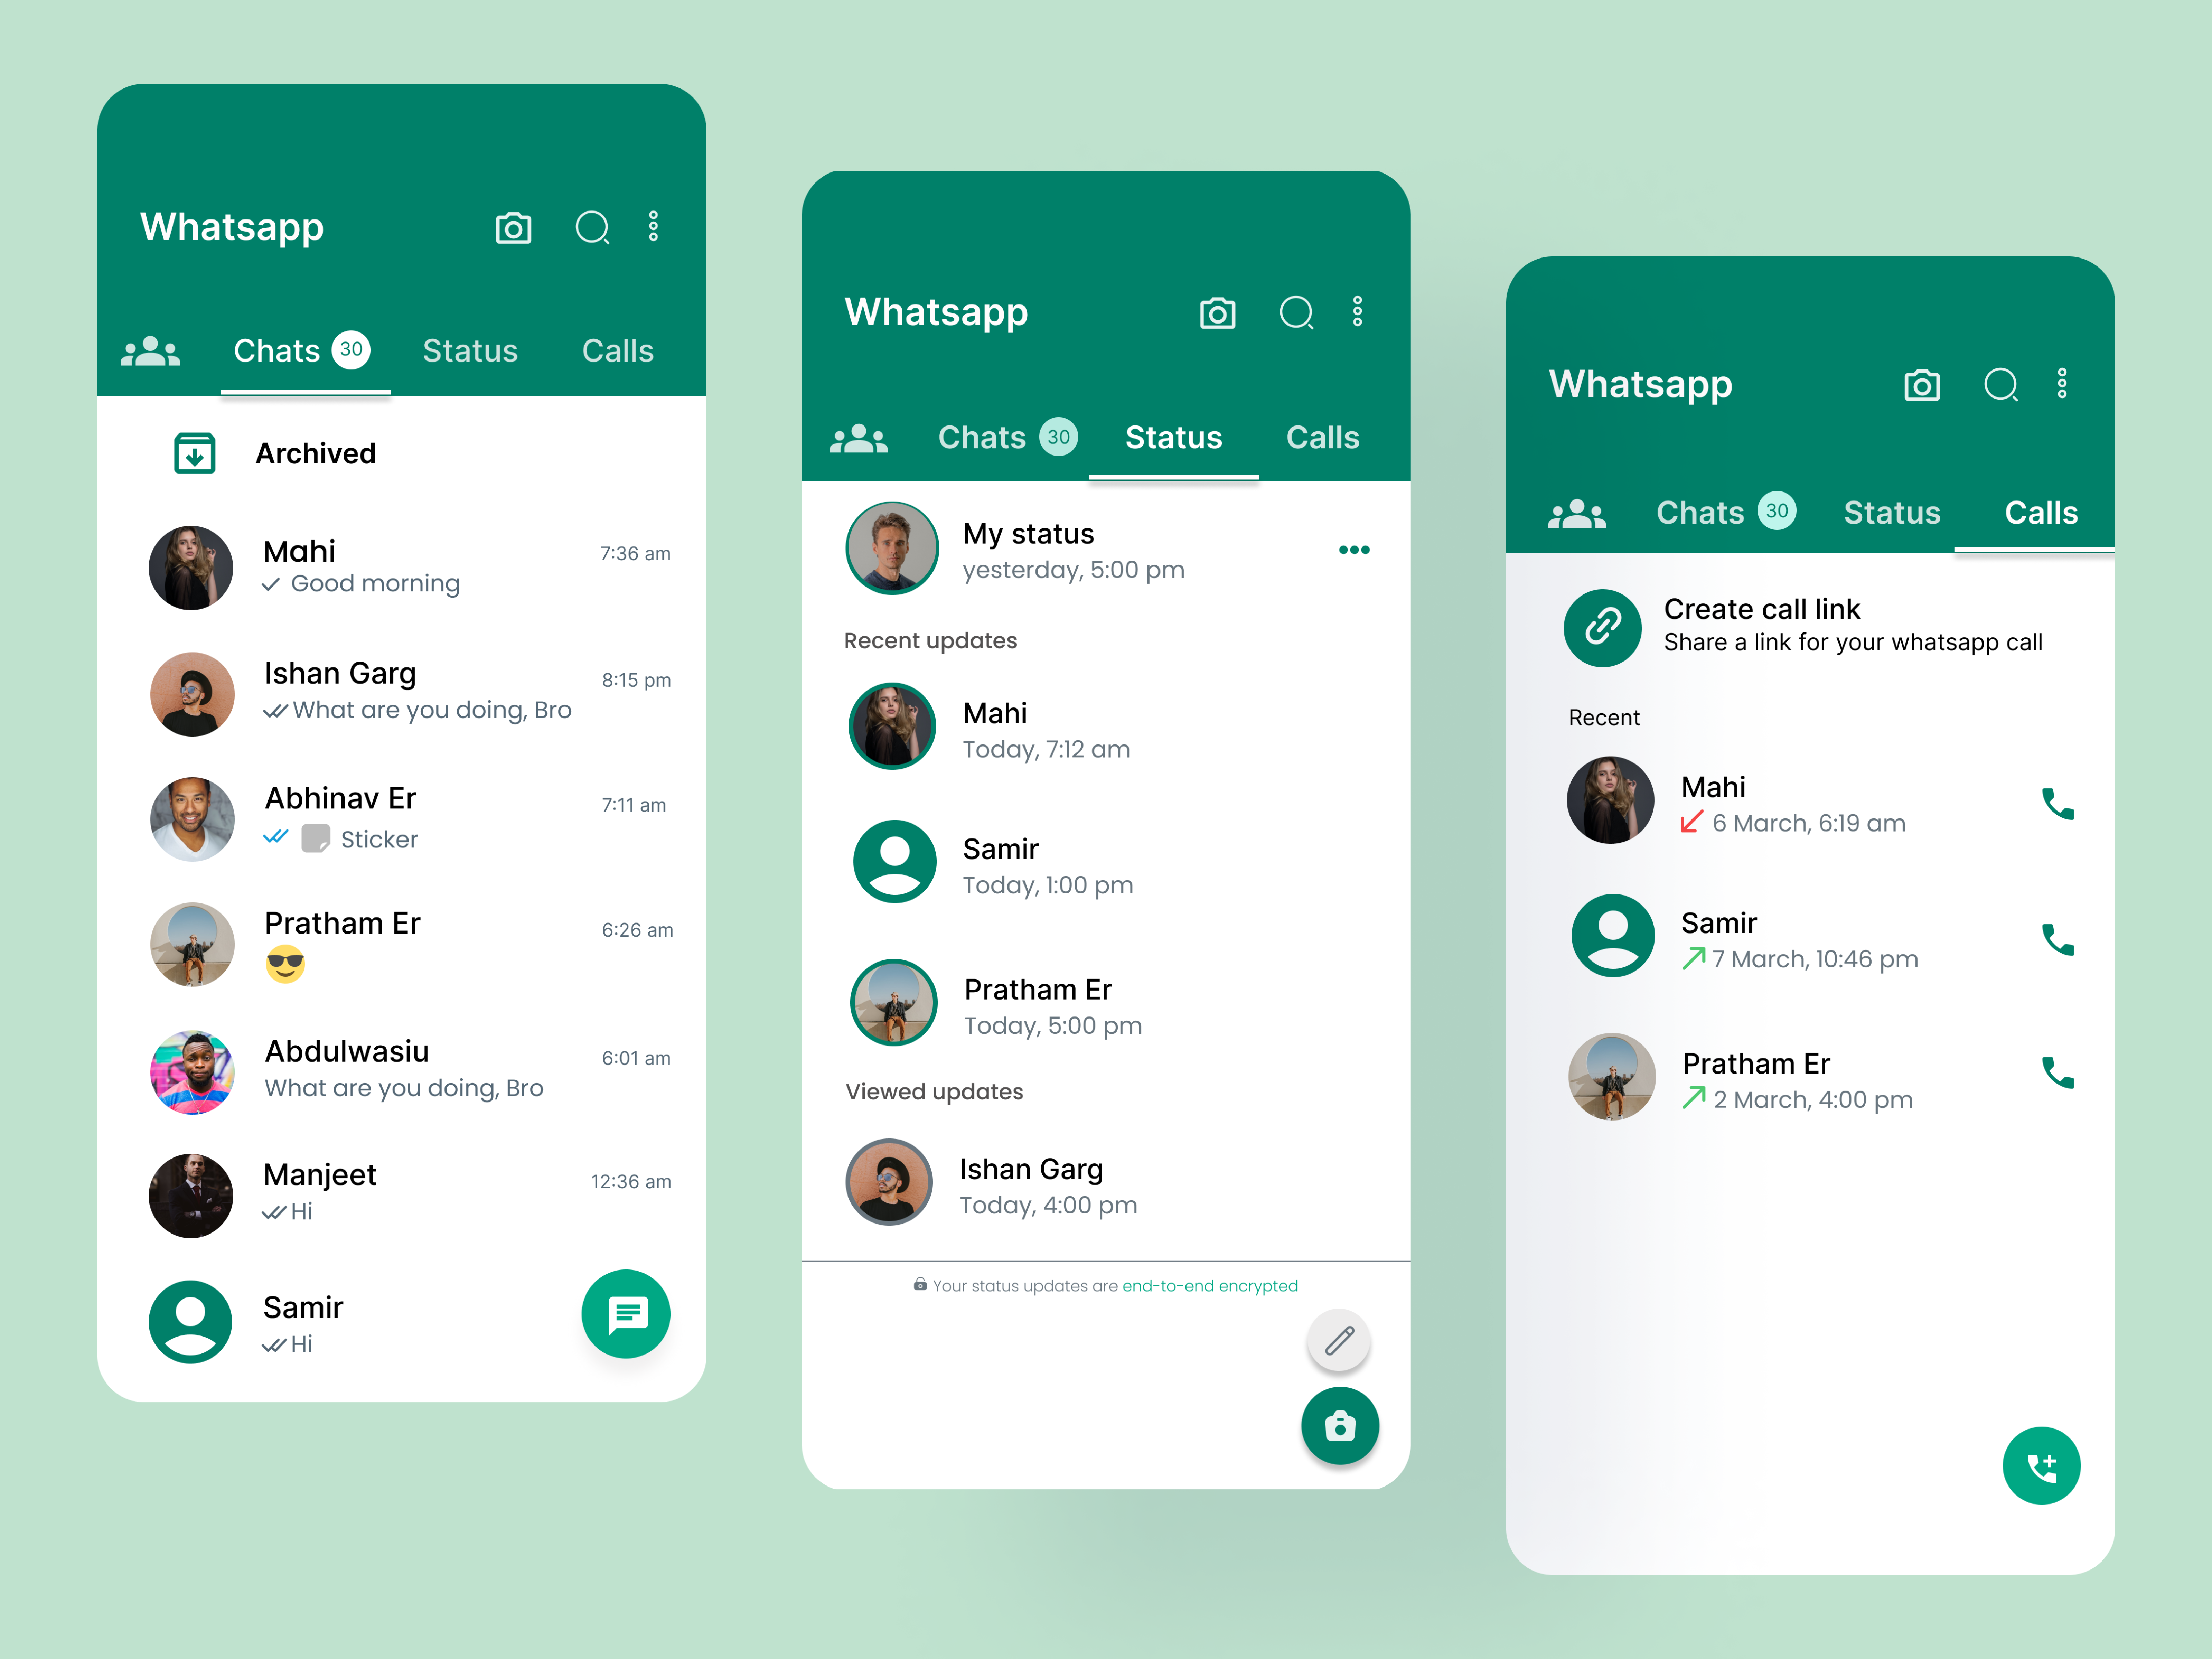 Whatsapp
Chats 30 Status Calls
Archived
Mahi 7:36 am
Good morning
Ishan Garg 8:15 pm
What are you doing, Bro
Abhinav Er 7:11 am
Sticker
Pratham Er 6:26 am
Abdulwasiu 6:01 am
What are you doing, Bro
Manjeet 12:36 am
Hi
Samir
Hi
Whatsapp
Chats 30 Status Calls
My status
yesterday, 5:00 pm
Recent updates
Mahi
Today, 7:12 am
Samir
Today, 1:00 pm
Pratham Er
Today, 5:00 pm
Viewed updates
Ishan Garg
Today, 4:00 pm
Your status updates are end-to-end encrypted
Whatsapp
Chats 30 Status Calls
Create call link
Share a link for your whatsapp call
Recent
Mahi
6 March, 6:19 am
Samir
7 March, 10:46 pm
Pratham Er
2 March, 4:00 pm